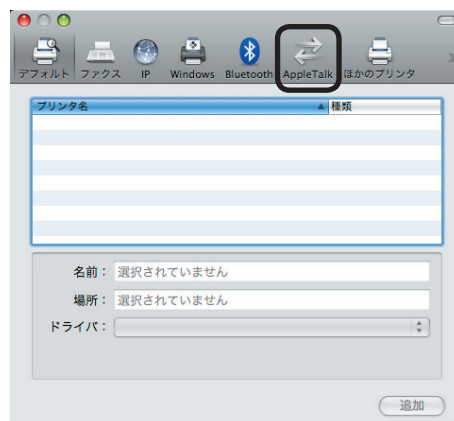 デフォルト ファクス IP Windows Bluetooth AppleTalk ほかのプリンタ
プリンタ名 種類
名前： 選択されていません
場所： 選択されていません
ドライバ：
追加